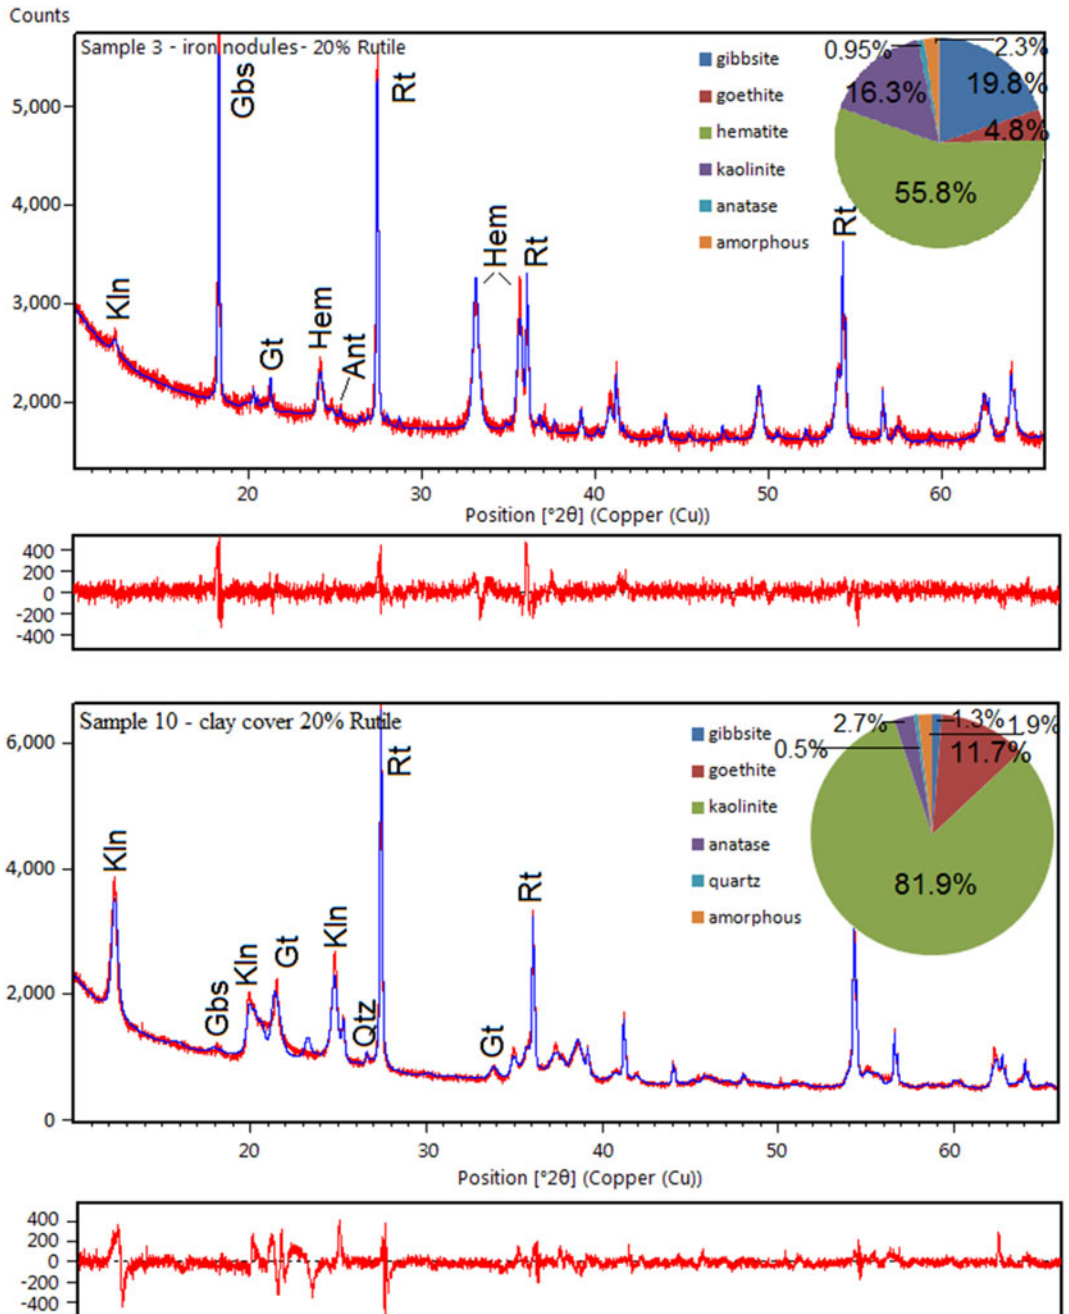 Counts
Sample 3 - iron nodules - 20% Rutile
5,000
4,000
3,000
2,000
Kln
Gbs
Gt
Hem
Ant
Rt
Hem
Rt
Rt
gibbsite
goethite
hematite
kaolinite
anatase
amorphous
0.95%
2.3%
16.3%
19.8%
4.8%
55.8%
20
30
40
50
60
Position [°2θ] (Copper (Cu))
400
200
0
-200
-400
Sample 10 - clay cover 20% Rutile
6,000
4,000
2,000
0
Kln
Gbs
Kln
Gt
Kln
Qtz
Rt
Gt
Rt
gibbsite
goethite
kaolinite
anatase
quartz
amorphous
2.7%
1.3%
1.9%
0.5%
11.7%
81.9%
20
30
40
50
60
Position [°2θ] (Copper (Cu))
400
200
0
-200
-400